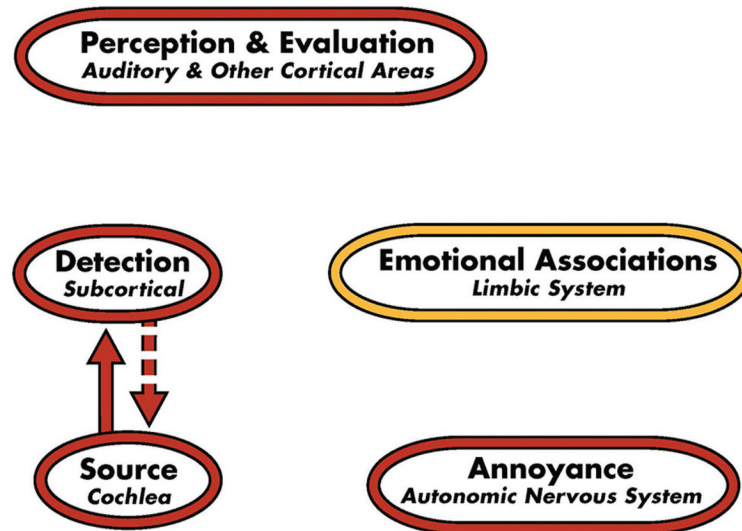 Perception & Evaluation
Auditory & Other Cortical Areas
Detection
Subcortical
Emotional Associations
Limbic System
Source
Cochlea
Annoyance
Autonomic Nervous System